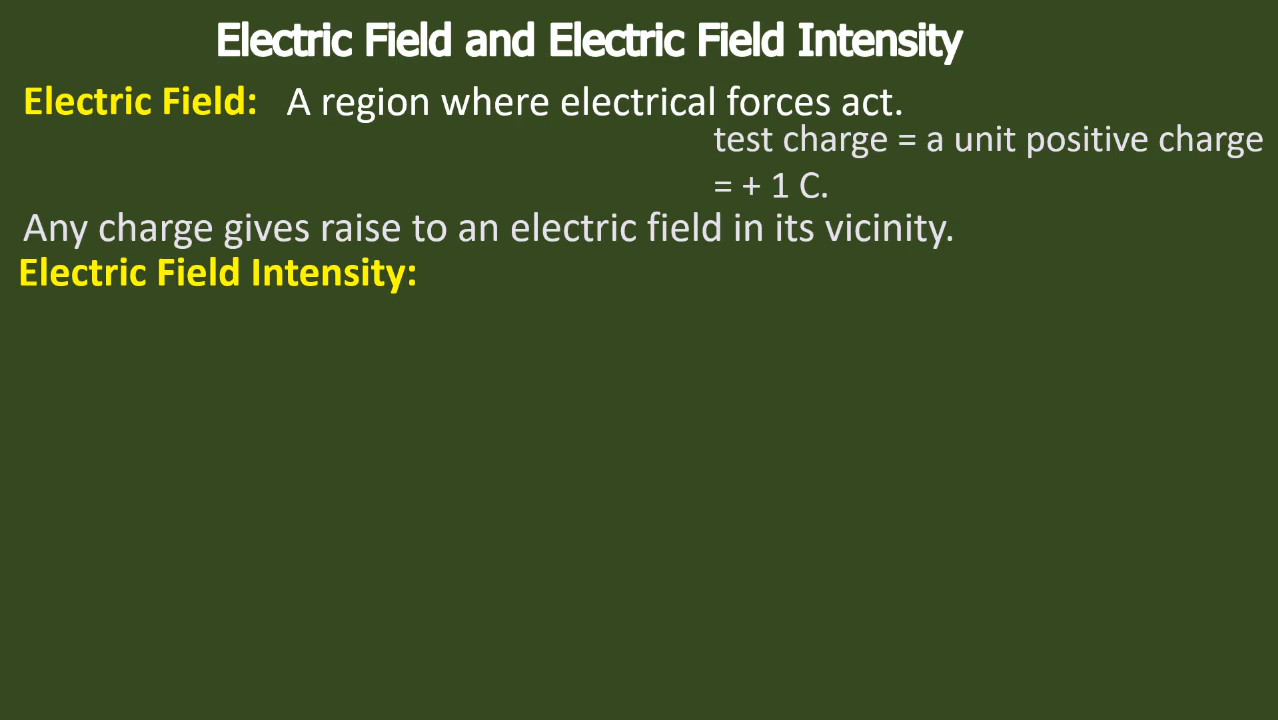 Electric Field and Electric Field Intensity
Electric Field: A region where electrical forces act.
test charge = a unit positive charge
= + 1 C.
Any charge gives raise to an electric field in its vicinity.
Electric Field Intensity: